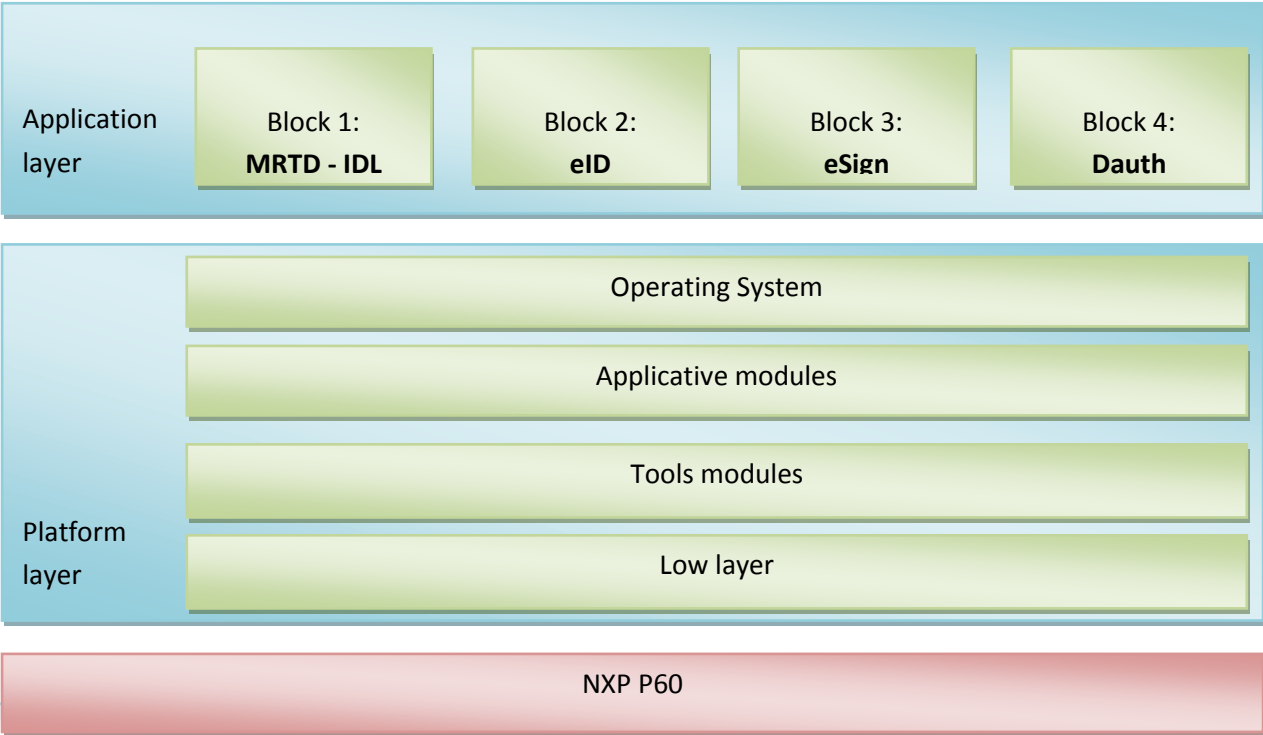 Application
layer
Block 1:
MRTD - IDL
Block 2:
eID
Block 3:
eSign
Block 4:
Dauth
Operating System
Applicative modules
Tools modules
Low layer
Platform
layer
NXP P60